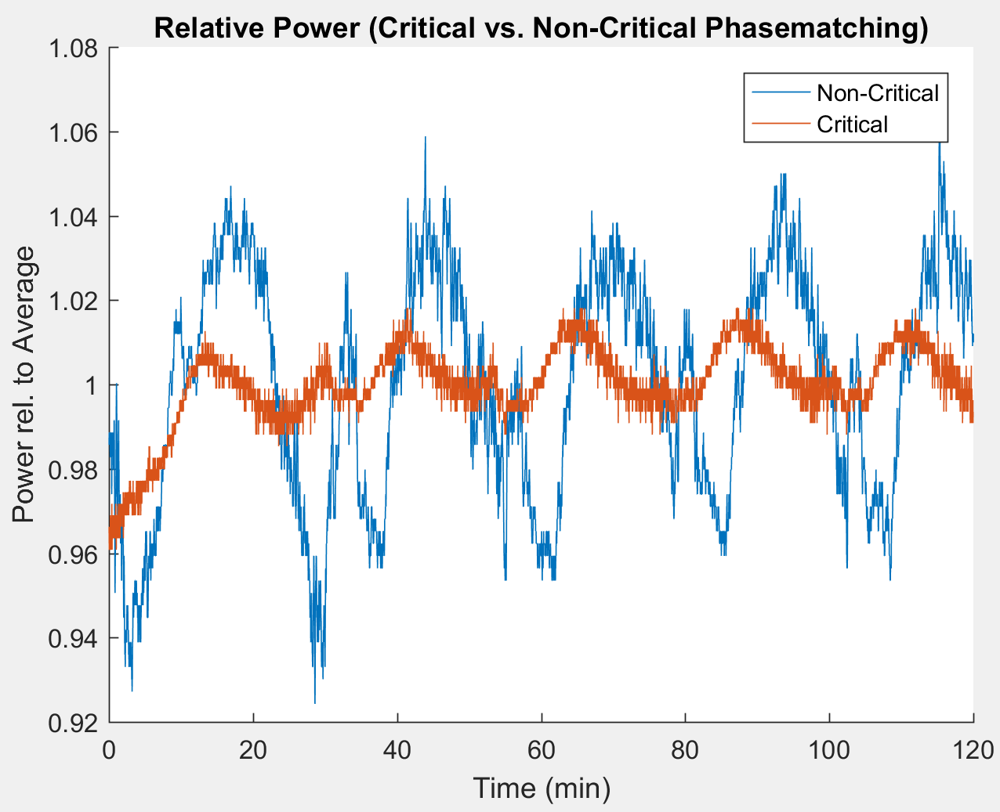 Relative Power (Critical vs. Non-Critical Phasematching)
1.08
1.06
1.04
1.02
1
0.98
0.96
0.94
0.92
Power rel. to Average
Non-Critical
Critical
0 20 40 60 80 100 120
Time (min)